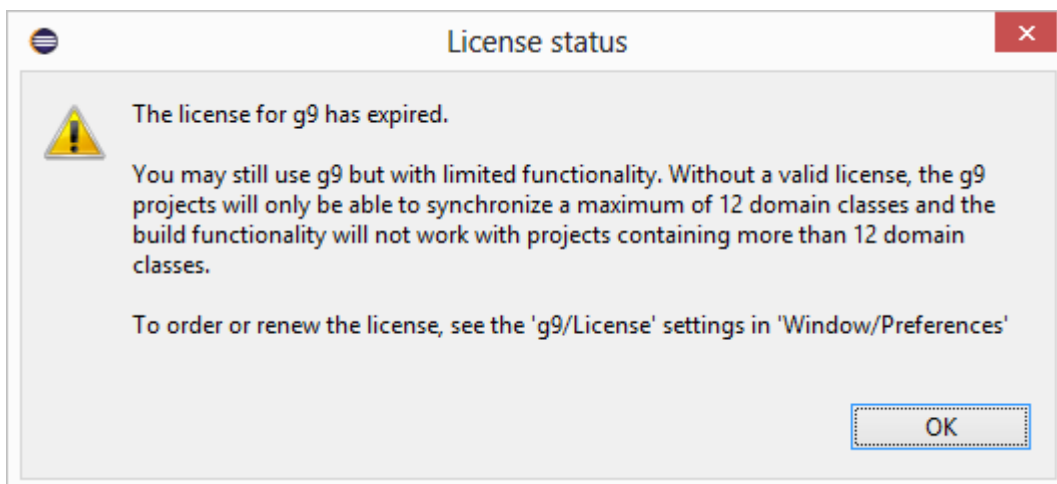 License status
The license for g9 has expired.
You may still use g9 but with limited functionality. Without a valid license, the g9
projects will only be able to synchronize a maximum of 12 domain classes and the
build functionality will not work with projects containing more than 12 domain
classes.
To order or renew the license, see the 'g9/License' settings in 'Window/Preferences'
OK